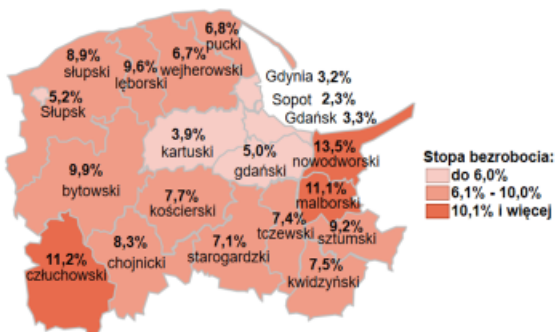 6,8%
pucki
8,9%
słupski
9,6%
lęborski
6,7%
wejherowski
Gdynia 3,2%
Sopot 2,3%
Gdańsk 3,3%
5,2%
Słupsk
3,9%
kartuski
5,0%
gdański
13,5%
nowodworski
Stopa bezrobocia:
do 6,0%
6,1% - 10,0%
10,1% i więcej
9,9%
bytowski
7,7%
kościerski
11,1%
malborski
7,4%
tczewski
9,2%
sztumski
11,2%
człuchowski
8,3%
chojnicki
7,1%
starogardzki
7,5%
kwidzyński